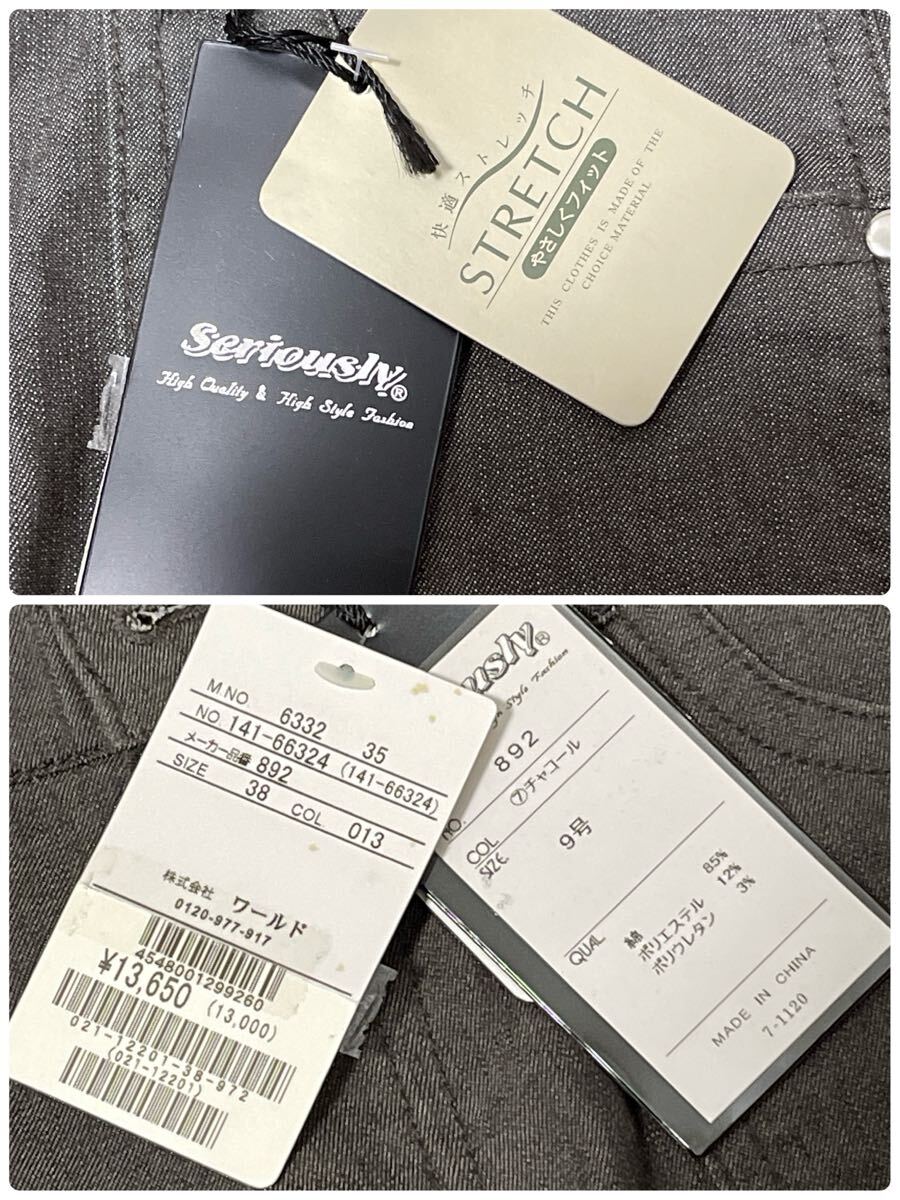 快適ストレッチ
STRETCH
やさしくフィット
THIS CLOTHES IS MADE OF THE
CHOICE MATERIAL
Seriously®
High Quality & High Style Fashion
M.NO 6332 35
NO. 141-66324 (141-66324)
メーカー品番 892
SIZE 38 COL. 013
株式会社 ワールド
0120-977-917
4548001299260
¥13,650
(13,000)
021-12201-38-972
(021-12201)
usly®
gh Style Fashion
NO. 892
COL ⑦チャコール
SIZE 9号
QUAL 綿 85%
ポリエステル 12%
ポリウレタン 3%
MADE IN CHINA
7-1120